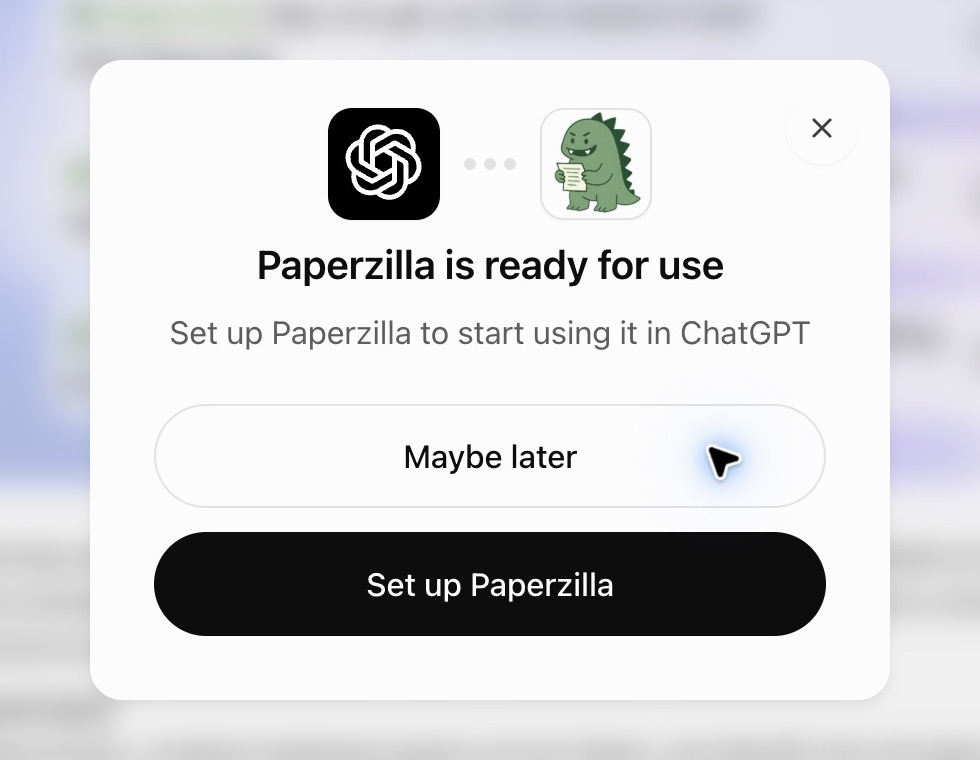 Paperzilla is ready for use
Set up Paperzilla to start using it in ChatGPT
Maybe later
Set up Paperzilla